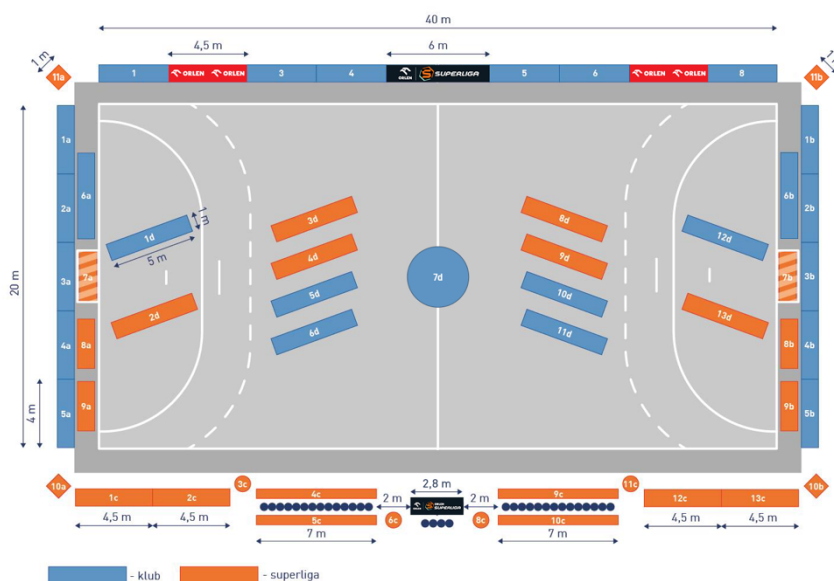 40 m
4,5 m
6 m
1 m
11a
1
ORLEN ORLEN
3
4
ORLEN SUPERLIGA
5
6
ORLEN ORLEN
8
11b
1a
1b
6a
6b
2a
2b
3d
8d
1d
1 m
12d
5 m
4d
9d
3a
7a
7d
7b
3b
20 m
5d
10d
2d
13d
6d
11d
4a
8a
8b
4b
4 m
5a
9a
9b
5b
10a
3c
2,8 m
11c
10b
1c
2c
4c
2 m
ORLEN SUPERLIGA
2 m
9c
12c
13c
4,5 m
4,5 m
5c
6c
8c
10c
4,5 m
4,5 m
7 m
7 m
- klub
- superliga